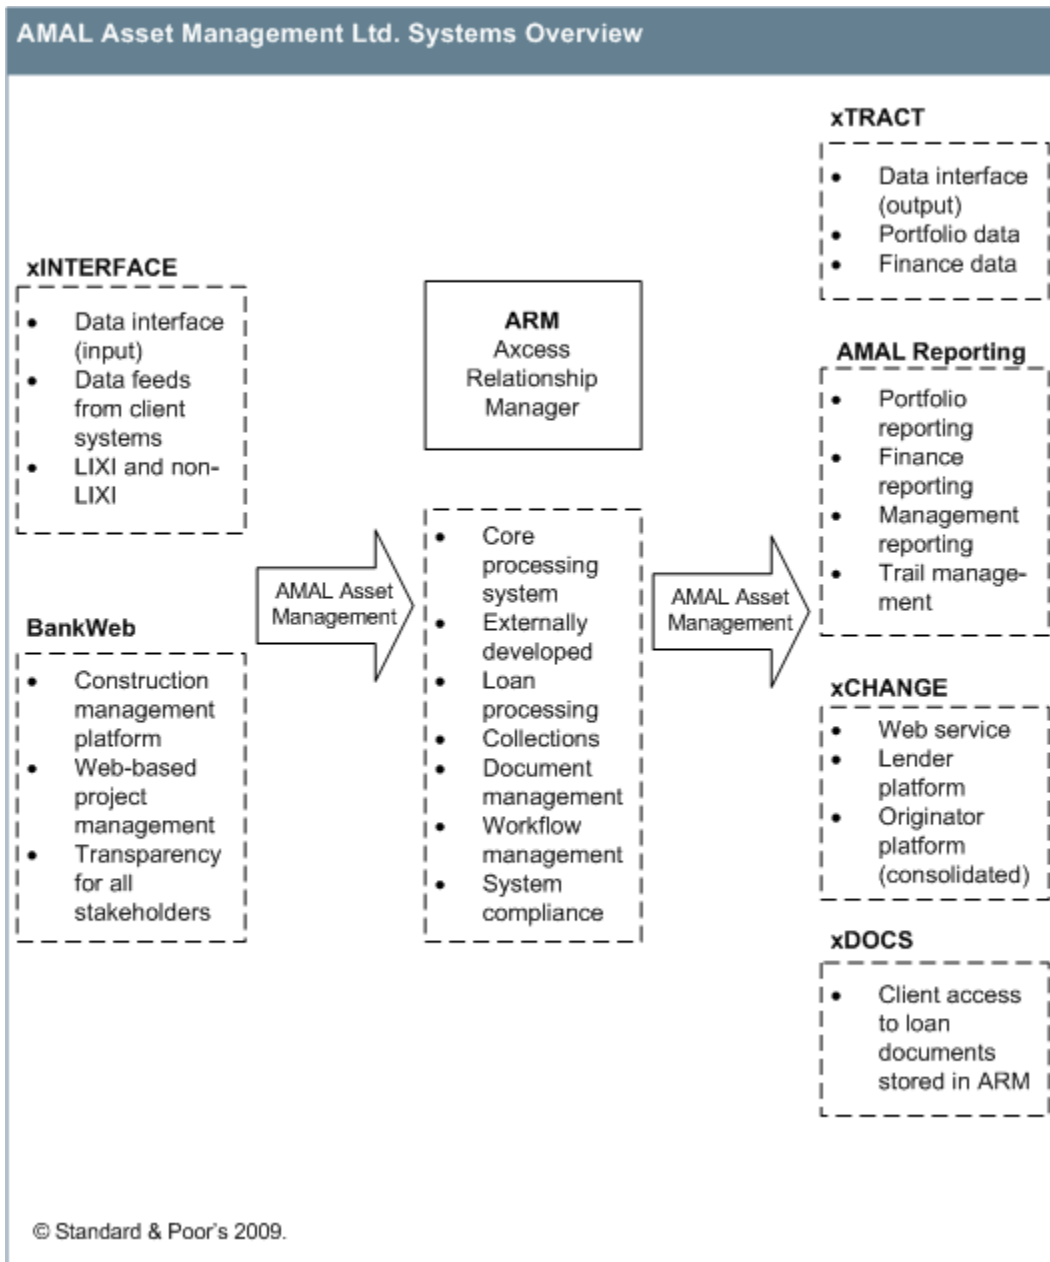 AMAL Asset Management Ltd. Systems Overview
xINTERFACE
• Data interface
(input)
• Data feeds
from client
systems
• LIXI and non-
LIXI
BankWeb
• Construction
management
platform
• Web-based
project
management
• Transparency
for all
stakeholders
AMAL Asset
Management
ARM
Axcess
Relationship
Manager
• Core
processing
system
• Externally
developed
• Loan
processing
• Collections
• Document
management
• Workflow
management
• System
compliance
AMAL Asset
Management
xTRACT
• Data interface
(output)
• Portfolio data
• Finance data
AMAL Reporting
• Portfolio
reporting
• Finance
reporting
• Management
reporting
• Trail manage-
ment
xCHANGE
• Web service
• Lender
platform
• Originator
platform
(consolidated)
xDOCS
• Client access
to loan
documents
stored in ARM
© Standard & Poor's 2009.